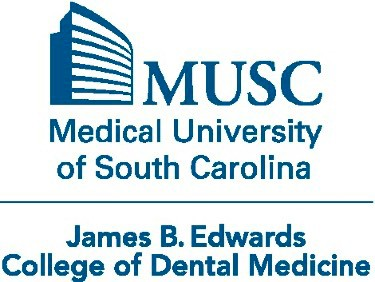 MUSC
Medical University
of South Carolina
James B. Edwards
College of Dental Medicine